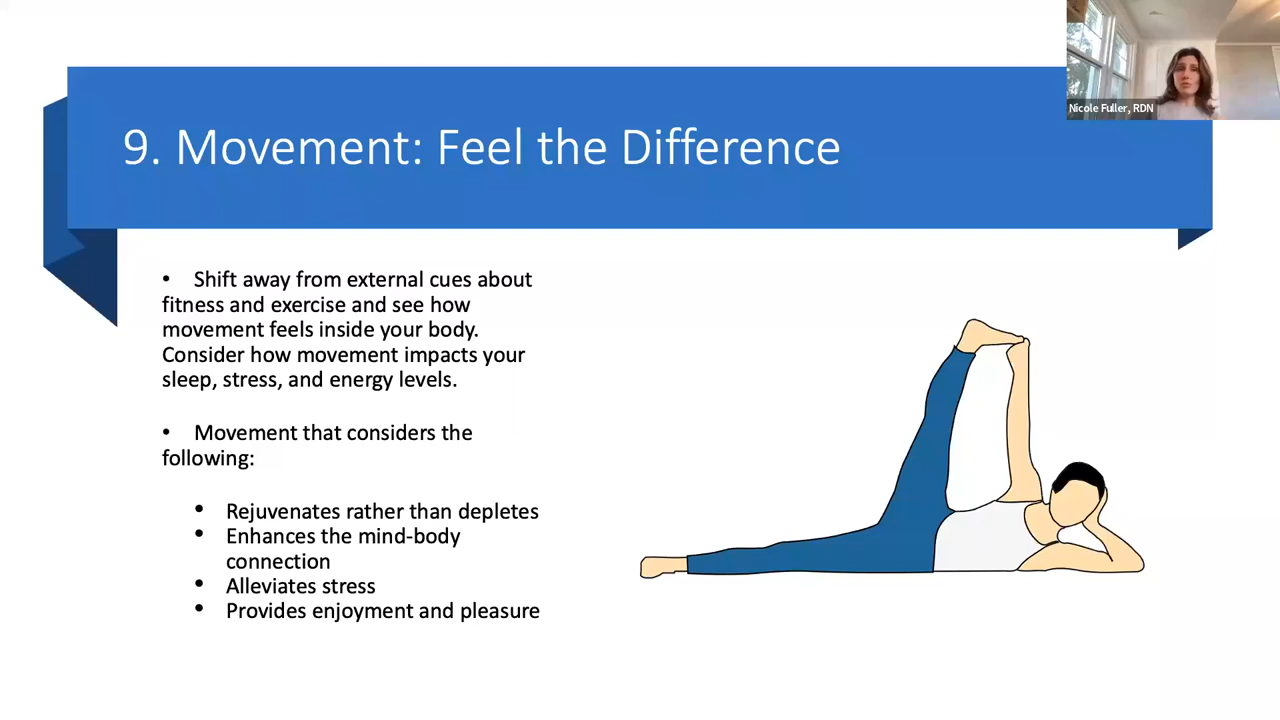 Nicole Fuller, RDN
9. Movement: Feel the Difference
• Shift away from external cues about
fitness and exercise and see how
movement feels inside your body.
Consider how movement impacts your
sleep, stress, and energy levels.
• Movement that considers the
following:
• Rejuvenates rather than depletes
• Enhances the mind-body
connection
• Alleviates stress
• Provides enjoyment and pleasure